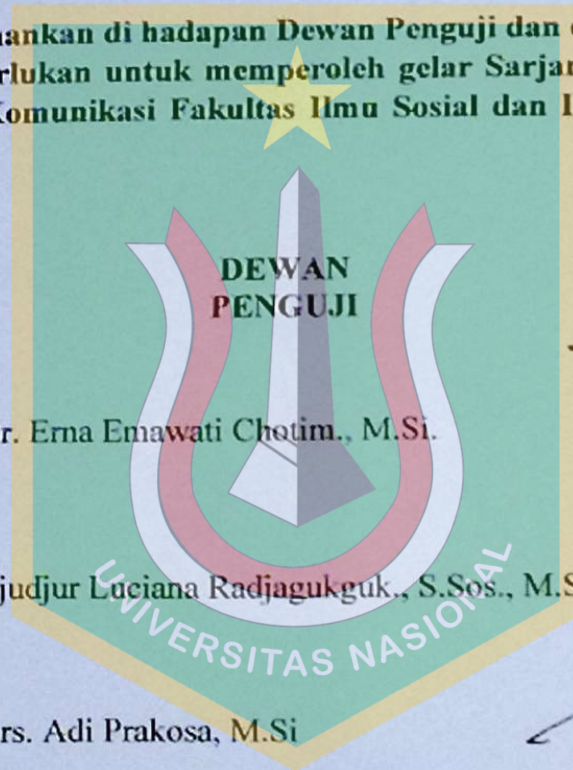 ankan di hadapan Dewan Penguji dan
rlukan untuk memperoleh gelar Sarjan
Komunikasi Fakultas Ilmu Sosial dan I
DEWAN
PENGUJI
r. Erna Emawati Chotim., M.Si.
judjur Luciana Radjagukguk., S.Sos., M.S
rs. Adi Prakosa, M.Si
UNIVERSITAS NASIONAL